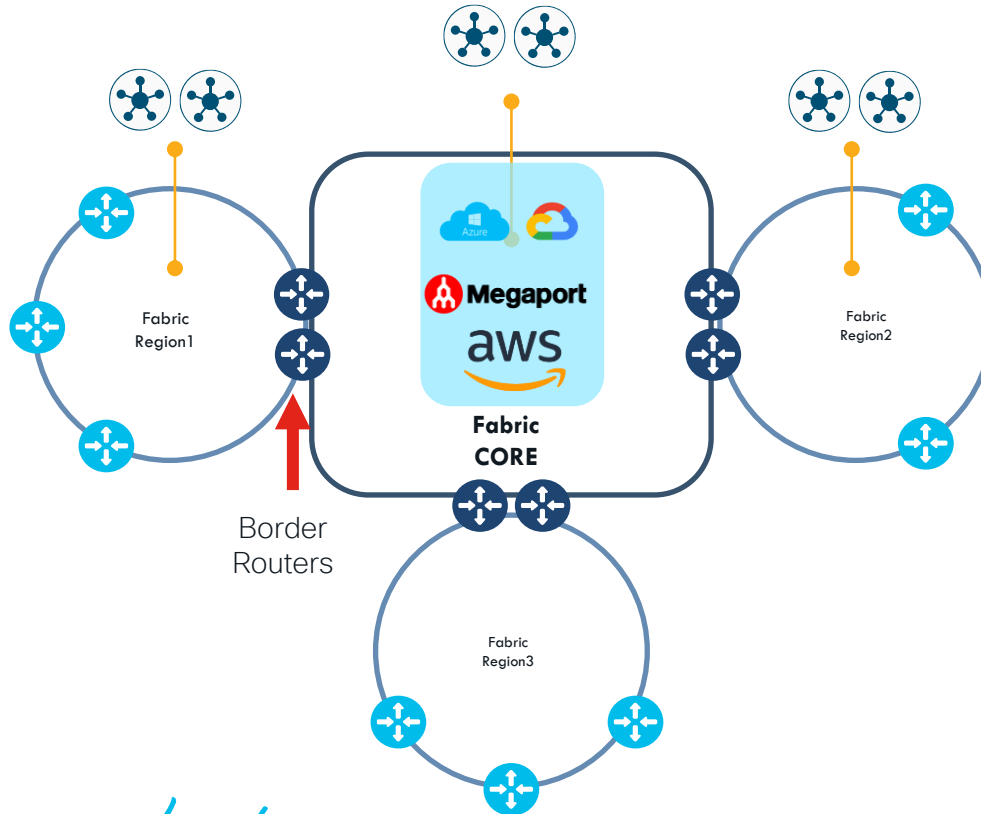 Azure
Megaport
aws
Fabric
CORE
Fabric
Region1
Fabric
Region2
Border
Routers
Fabric
Region3